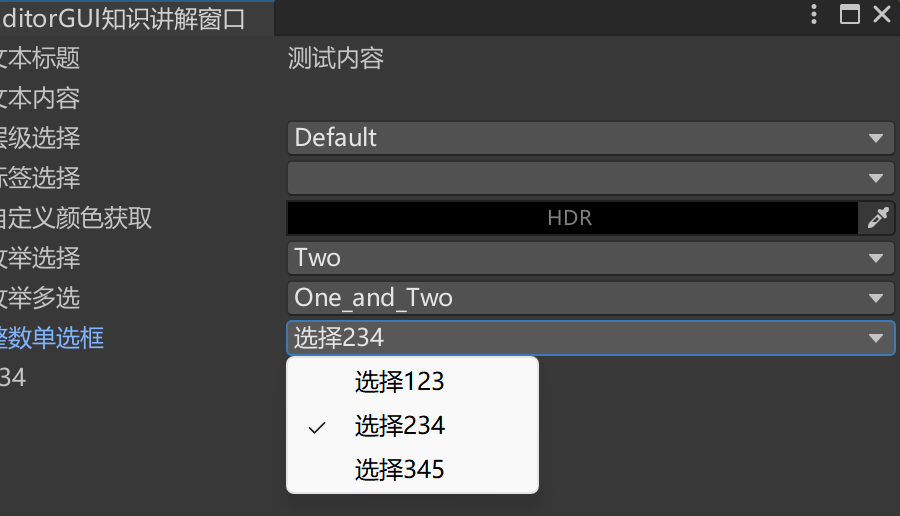 ditorGUI知识讲解窗口
文本标题 测试内容
文本内容
层级选择 Default
标签选择
自定义颜色获取 HDR
枚举选择 Two
枚举多选 One_and_Two
整数单选框 选择234
34
选择123
选择234
选择345